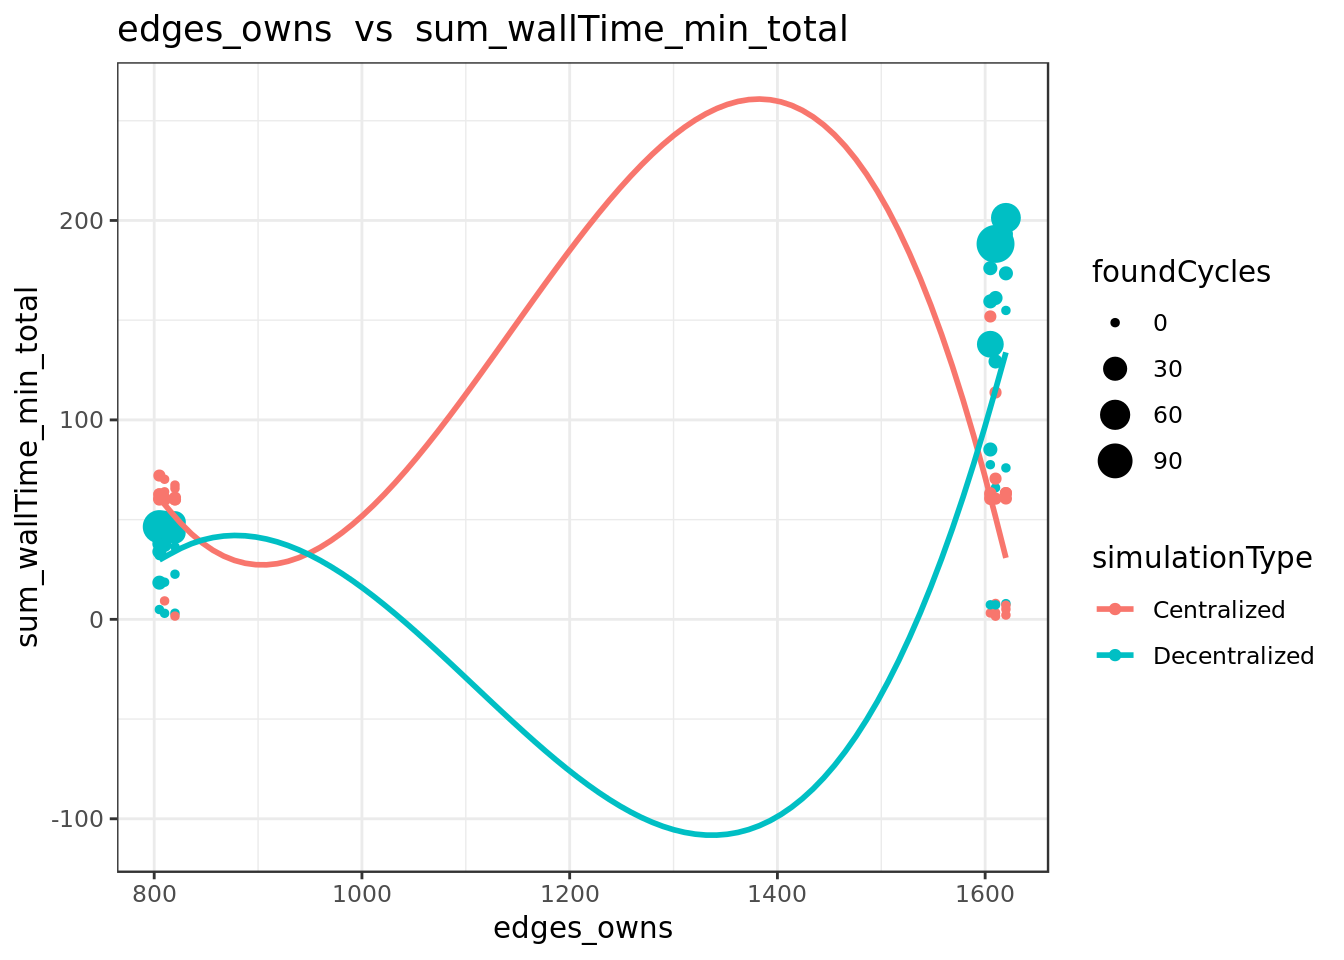 edges_owns vs sum_wallTime_min_total
sum_wallTime_min_total
200
100
0
-100
800
1000
1200
1400
1600
edges_owns
foundCycles
0
30
60
90
simulationType
Centralized
Decentralized